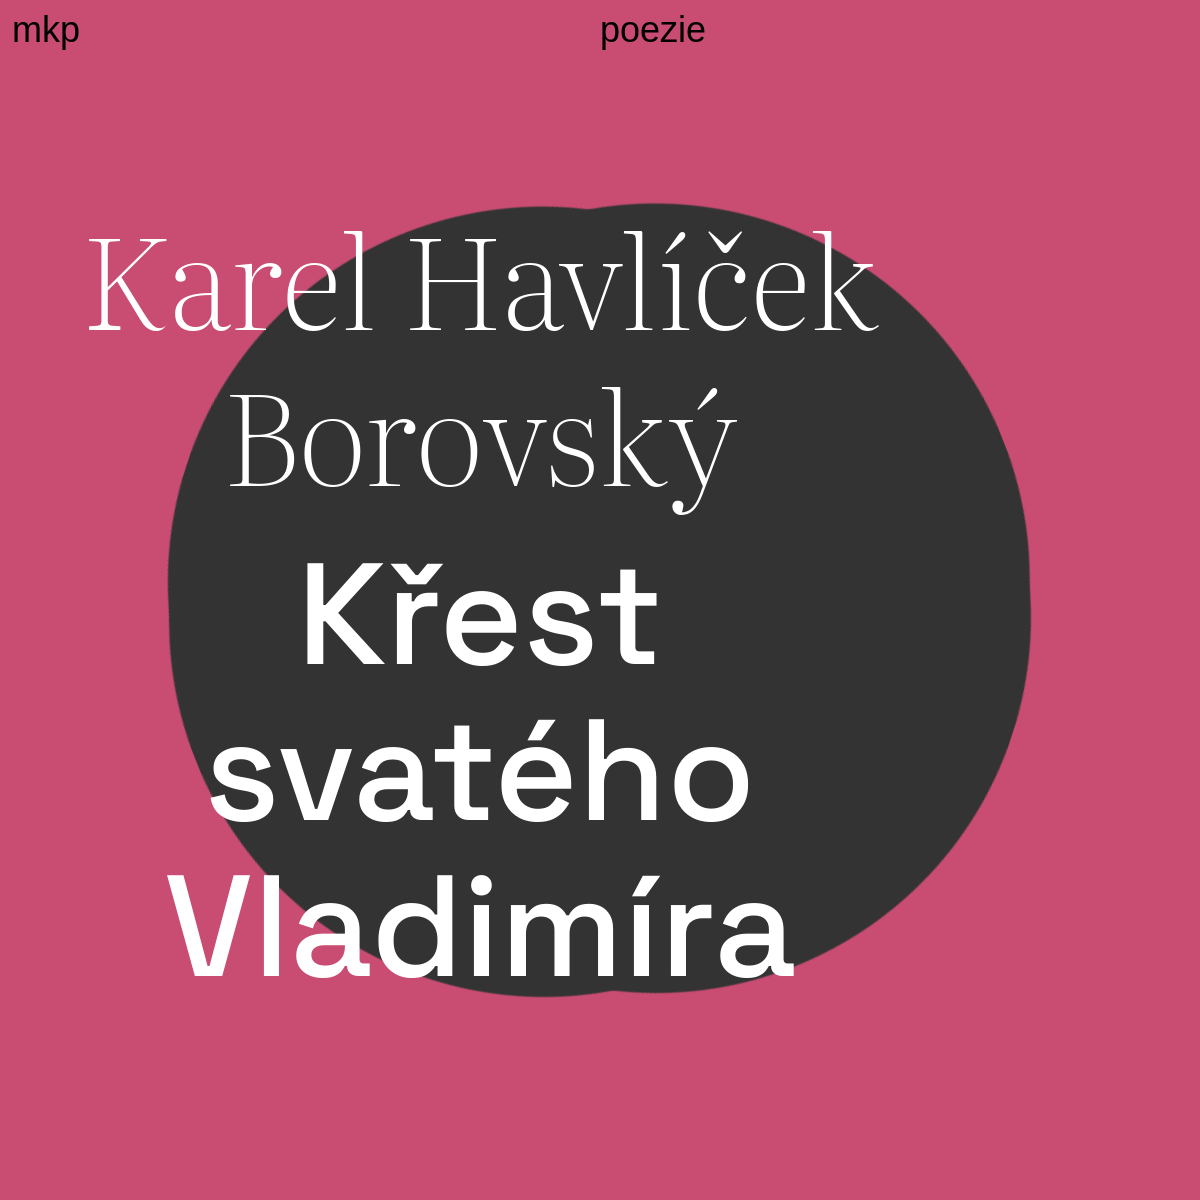 mkp
poezie
Karel Havlíček
Borovský
Křest
svatého
Vladimíra